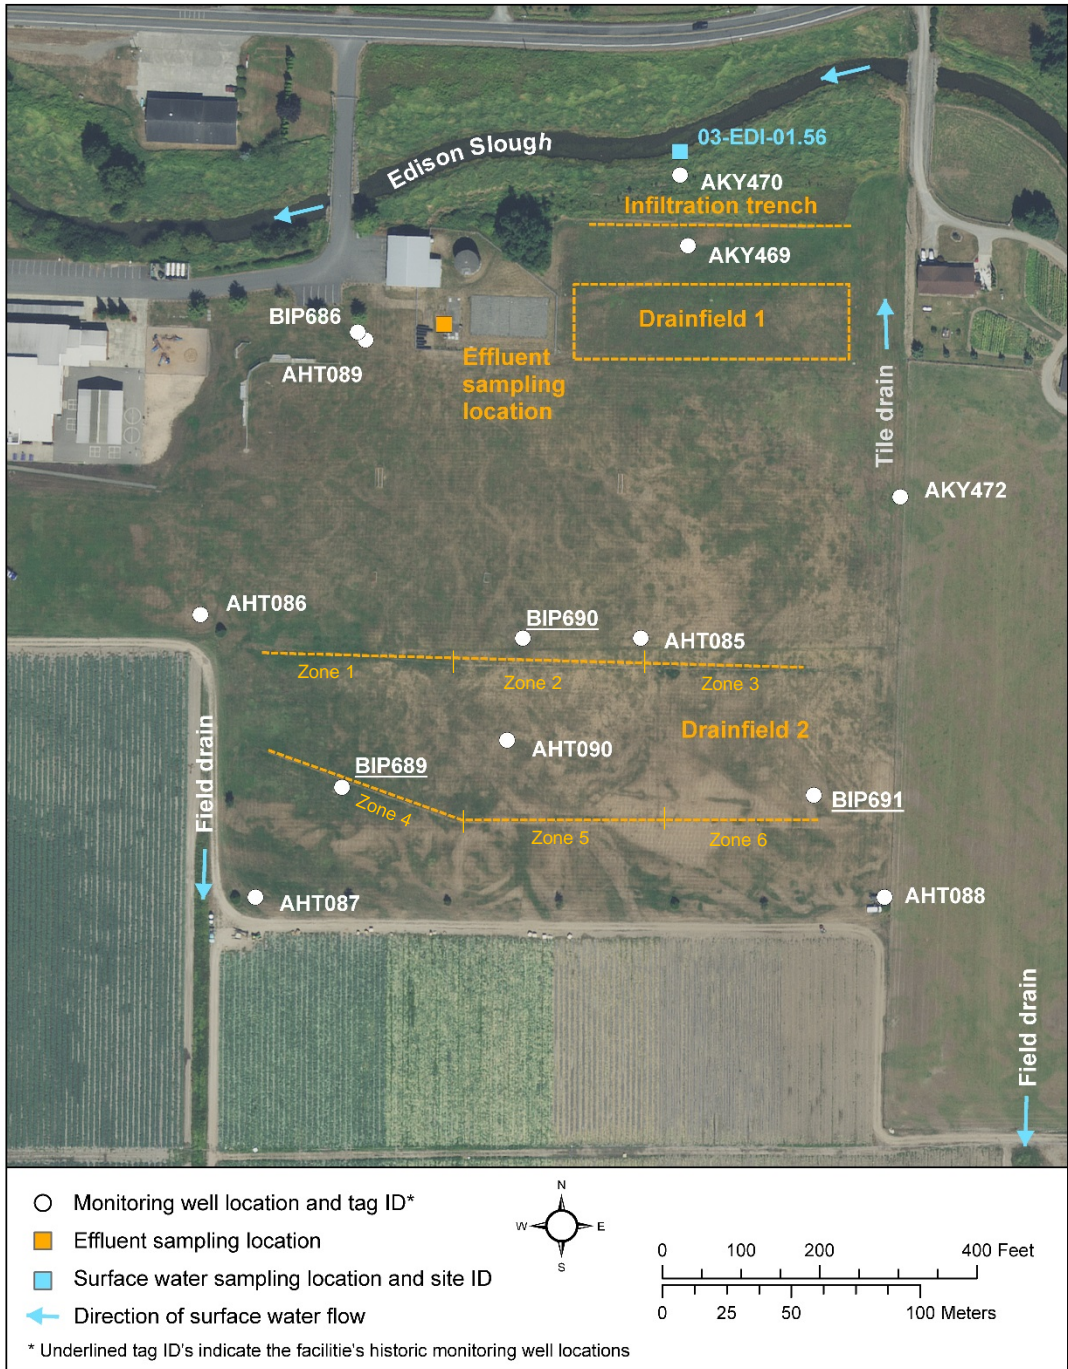 03-EDI-01.56
Edison Slough
AKY470
Infiltration trench
AKY469
BIP686
Drainfield 1
AHT089
Effluent
sampling
location
Tile drain
AKY472
AHT086
BIP690
AHT085
Zone 1
Zone 2
Zone 3
Drainfield 2
AHT090
Field drain
BIP689
BIP691
Zone 4
Zone 5
Zone 6
AHT087
AHT088
Field drain
Monitoring well location and tag ID*
Effluent sampling location
Surface water sampling location and site ID
Direction of surface water flow
* Underlined tag ID's indicate the facilitie's historic monitoring well locations
N
W
E
S
0 100 200 400 Feet
0 25 50 100 Meters